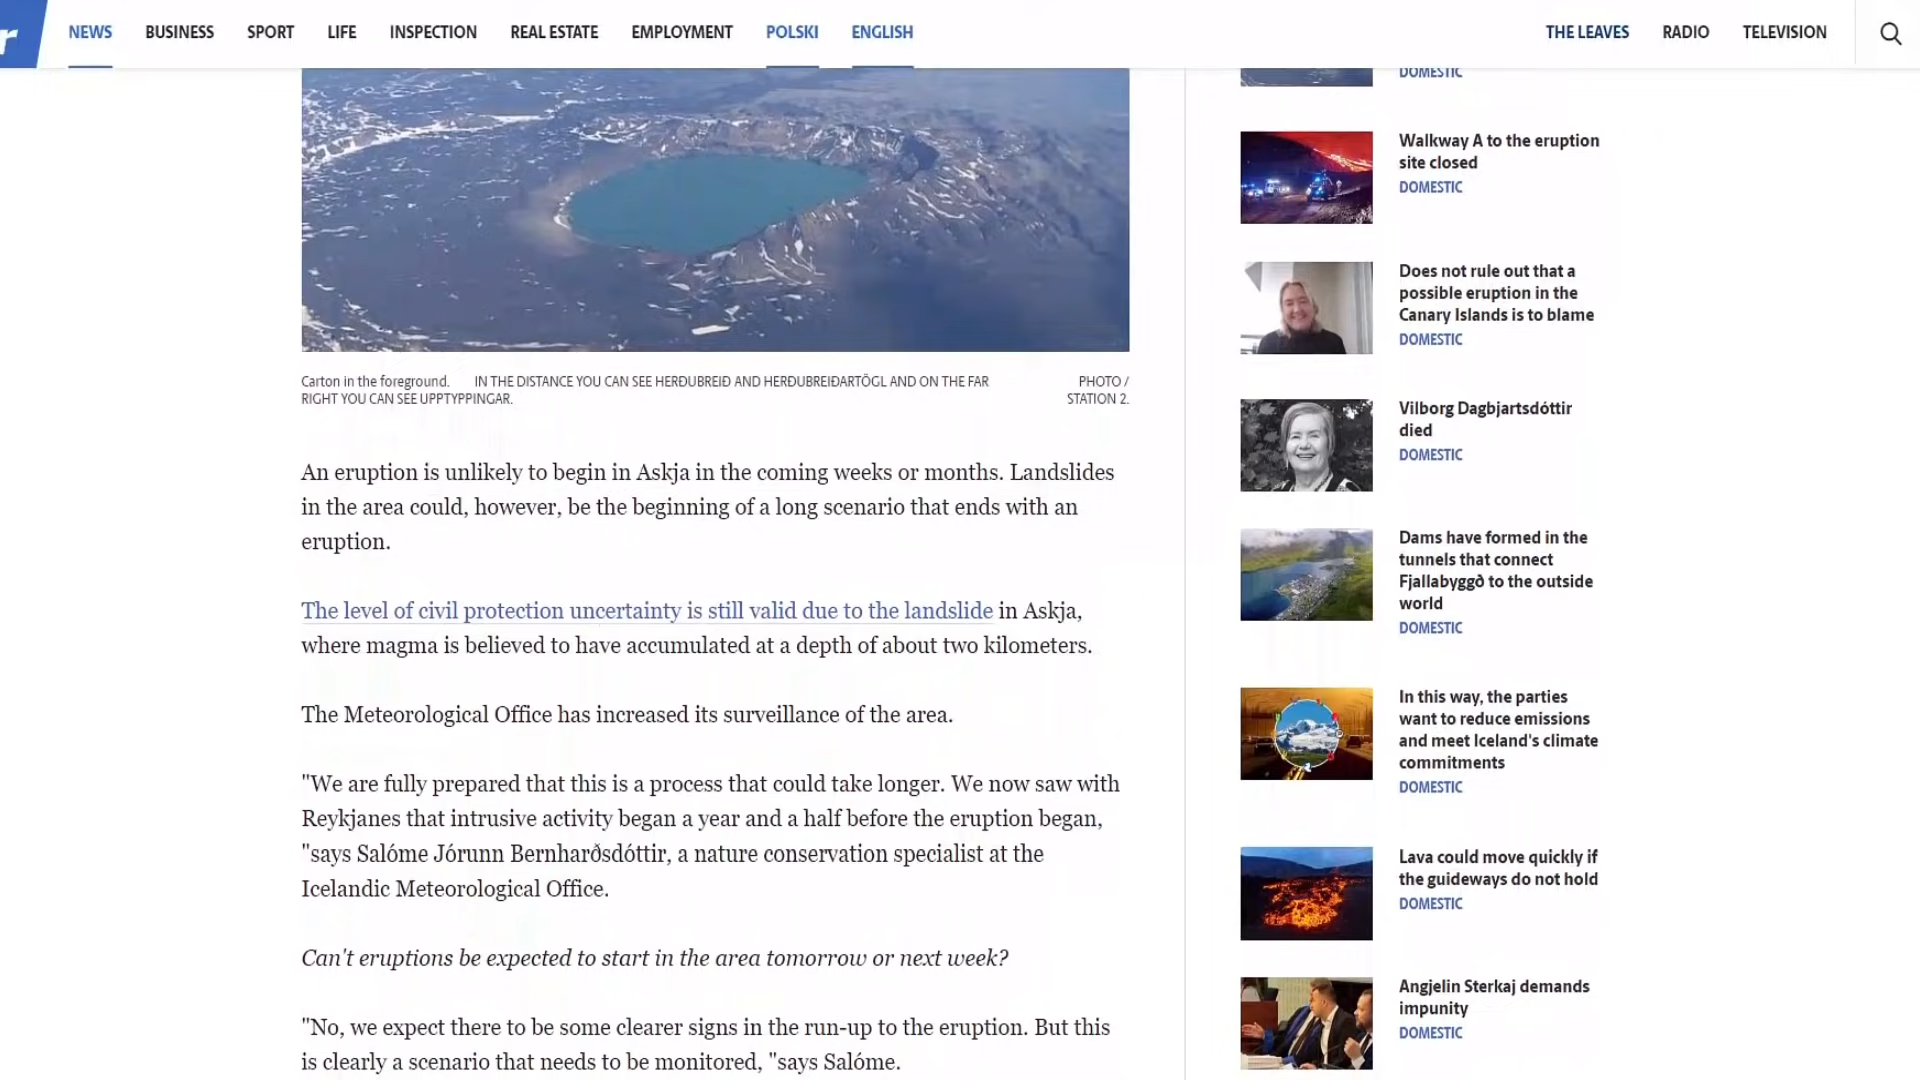 r
NEWS BUSINESS SPORT LIFE INSPECTION REAL ESTATE EMPLOYMENT POLSKI ENGLISH THE LEAVES RADIO TELEVISION
Carton in the foreground. IN THE DISTANCE YOU CAN SEE HERÐUBREIÐ AND HERÐUBREIÐARTÖGL AND ON THE FAR
RIGHT YOU CAN SEE UPPTYPPINGAR.
PHOTO /
STATION 2.
An eruption is unlikely to begin in Askja in the coming weeks or months. Landslides
in the area could, however, be the beginning of a long scenario that ends with an
eruption.
The level of civil protection uncertainty is still valid due to the landslide in Askja,
where magma is believed to have accumulated at a depth of about two kilometers.
The Meteorological Office has increased its surveillance of the area.
"We are fully prepared that this is a process that could take longer. We now saw with
Reykjanes that intrusive activity began a year and a half before the eruption began,
"says Salóme Jórunn Bernharðsdóttir, a nature conservation specialist at the
Icelandic Meteorological Office.
Can't eruptions be expected to start in the area tomorrow or next week?
"No, we expect there to be some clearer signs in the run-up to the eruption. But this
is clearly a scenario that needs to be monitored, "says Salóme.
DOMESTIC
Walkway A to the eruption
site closed
DOMESTIC
Does not rule out that a
possible eruption in the
Canary Islands is to blame
DOMESTIC
Vilborg Dagbjartsdóttir
died
DOMESTIC
Dams have formed in the
tunnels that connect
Fjallabyggð to the outside
world
DOMESTIC
In this way, the parties
want to reduce emissions
and meet Iceland's climate
commitments
DOMESTIC
Lava could move quickly if
the guideways do not hold
DOMESTIC
Angjelin Sterkaj demands
impunity
DOMESTIC